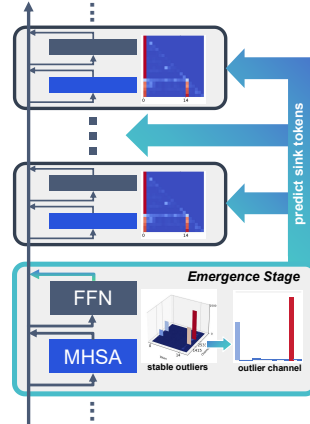 0
14
predict sink tokens
0
14
Emergence Stage
FFN
MHSA
stable outliers
outlier channel